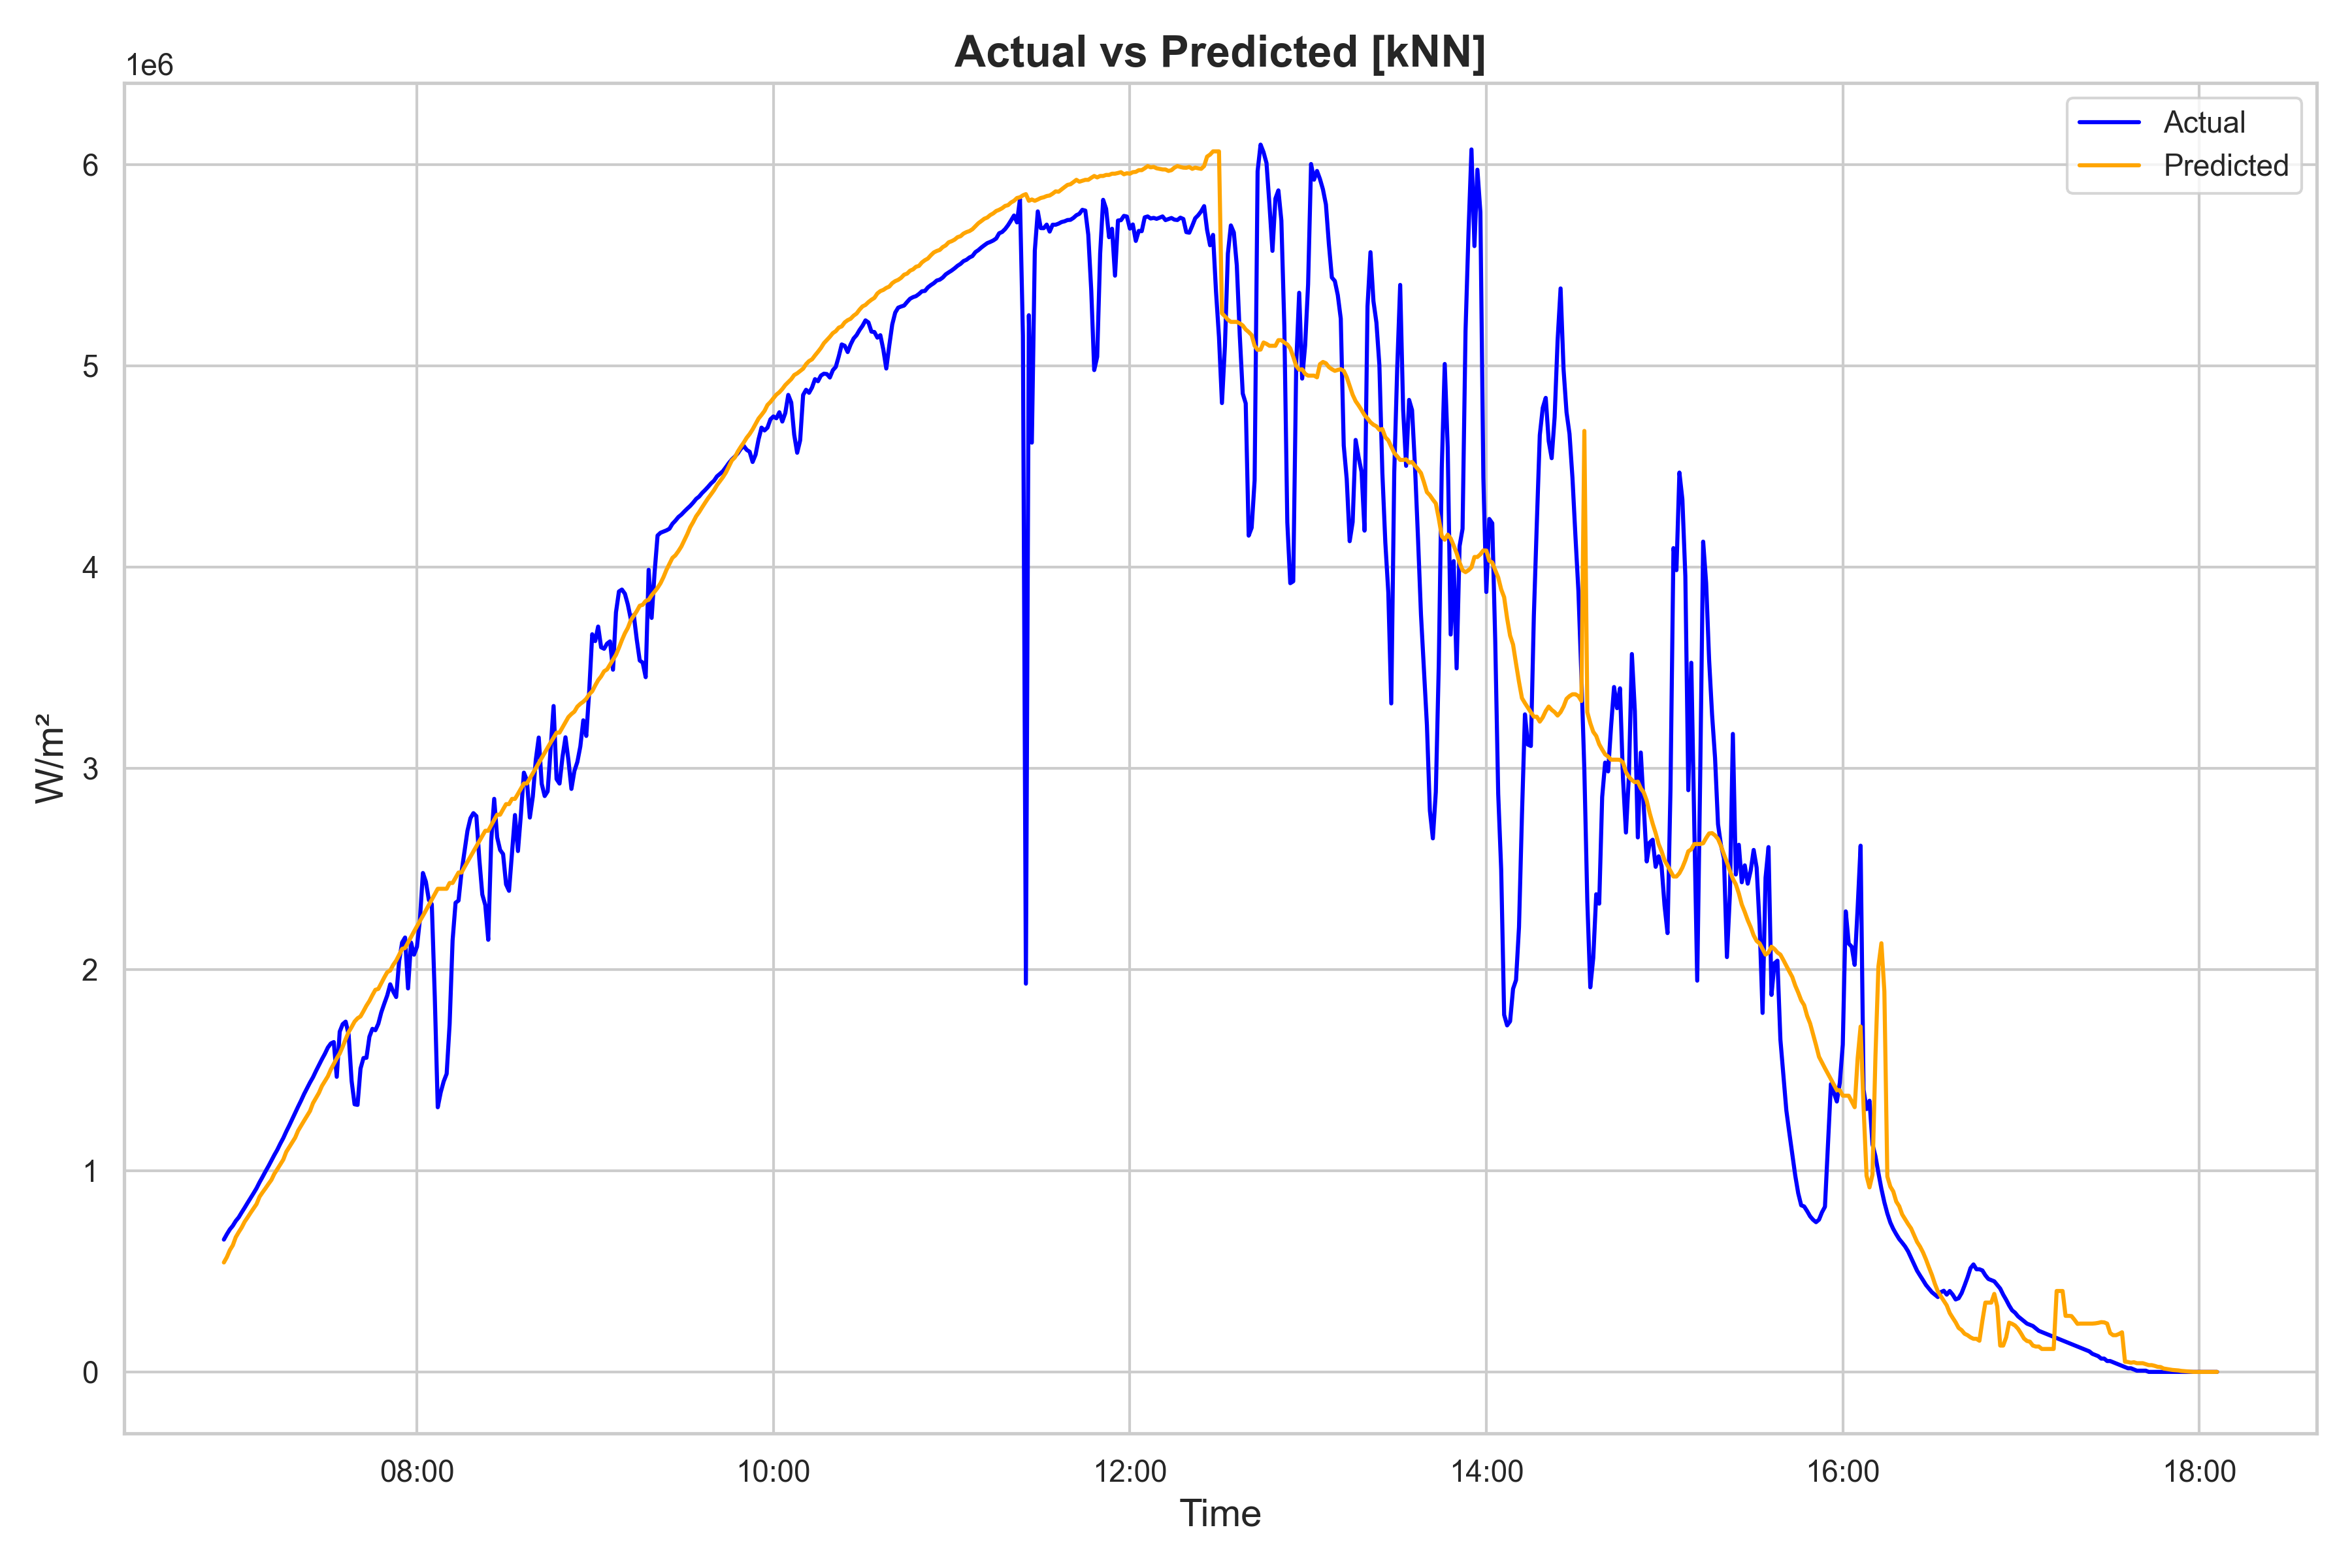 Actual vs Predicted [kNN]
1e6
Actual
Predicted
6
5
4
3
2
1
0
W/m²
08:00 10:00 12:00 14:00 16:00 18:00
Time